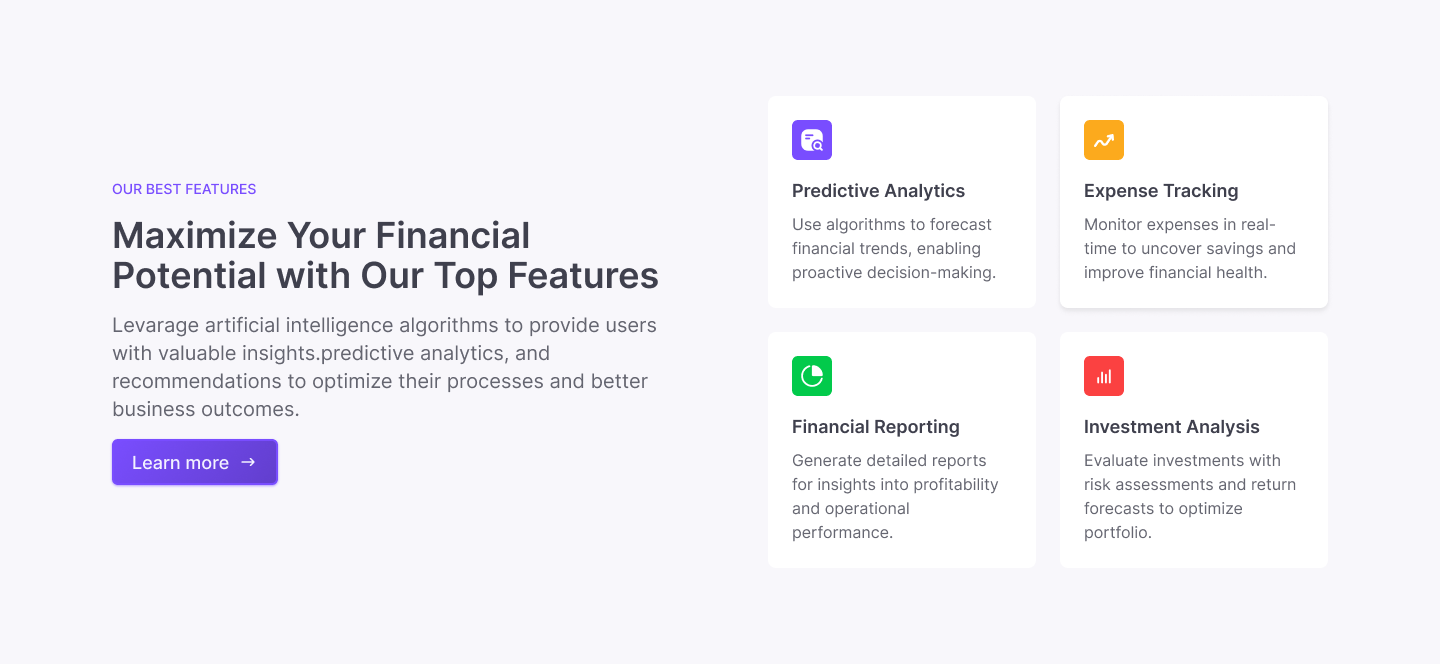 OUR BEST FEATURES
Maximize Your Financial
Potential with Our Top Features
Levarage artificial intelligence algorithms to provide users
with valuable insights.predictive analytics, and
recommendations to optimize their processes and better
business outcomes.
Learn more →
Predictive Analytics
Use algorithms to forecast
financial trends, enabling
proactive decision-making.
Expense Tracking
Monitor expenses in real-
time to uncover savings and
improve financial health.
Financial Reporting
Generate detailed reports
for insights into profitability
and operational
performance.
Investment Analysis
Evaluate investments with
risk assessments and return
forecasts to optimize
portfolio.